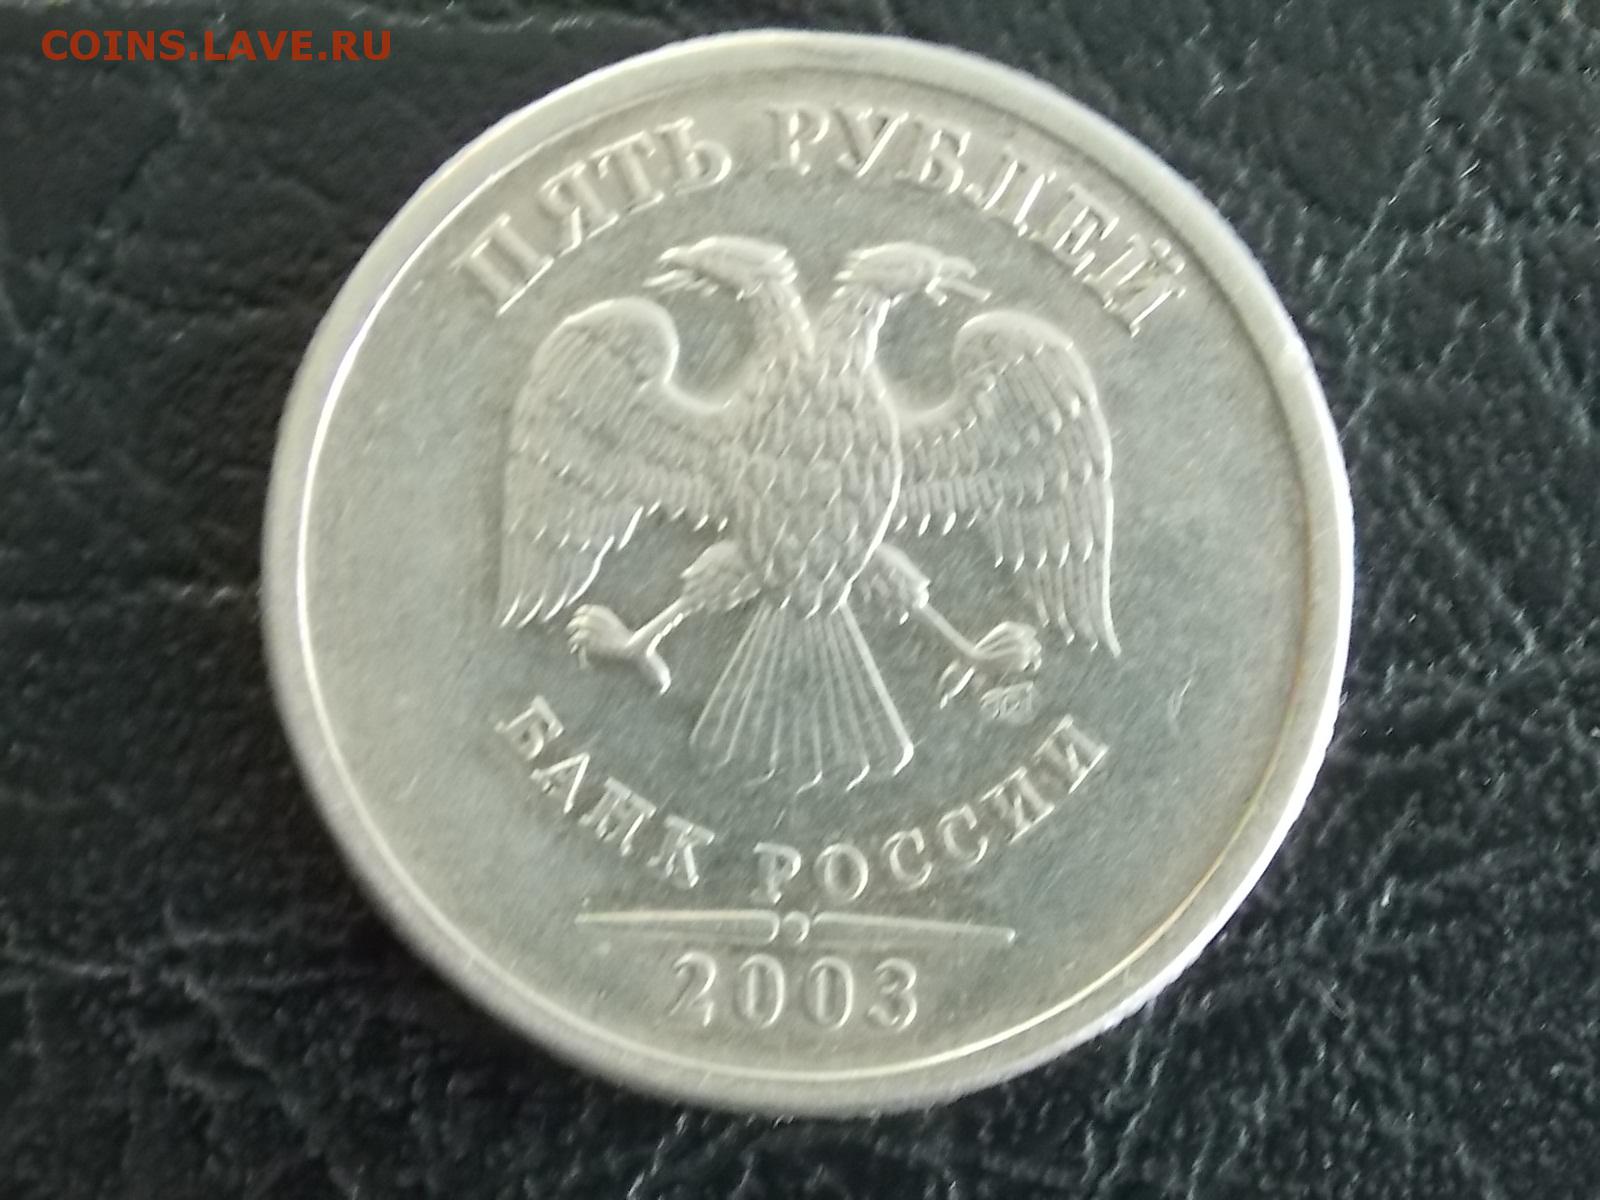 COINS.LAVE.RU
ПЯТЬ РУБЛЕЙ
БАНК РОССИИ
2003